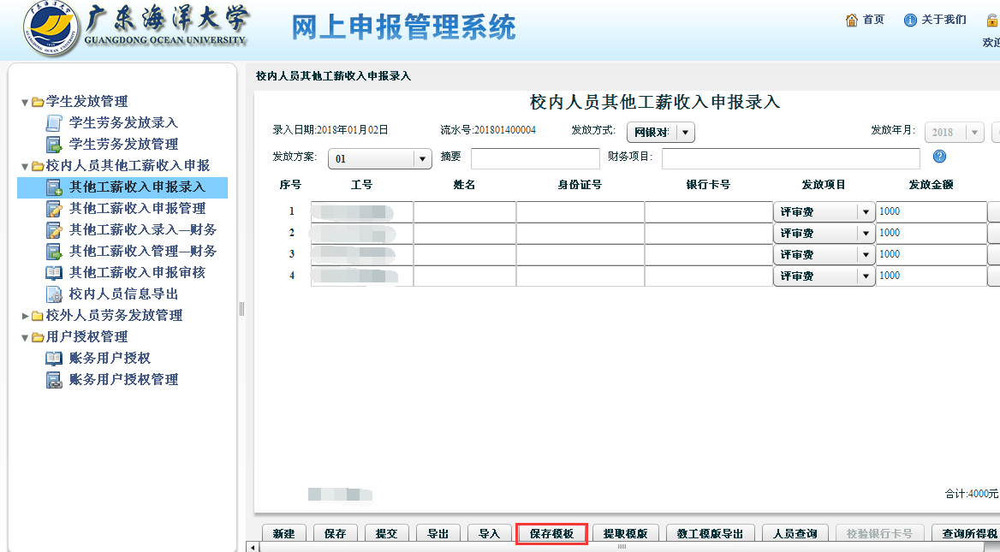 广东海洋大学
GUANGDONG OCEAN UNIVERSITY
网上申报管理系统
首页 关于我们
欢迎
学生发放管理
学生劳务发放录入
学生劳务发放管理
校内人员其他工薪收入申报
其他工薪收入申报录入
其他工薪收入申报管理
其他工薪收入录入—财务
其他工薪收入管理—财务
其他工薪收入申报审核
校内人员信息导出
校外人员劳务发放管理
用户授权管理
账务用户授权
账务用户授权管理
校内人员其他工薪收入申报录入
校内人员其他工薪收入申报录入
录入日期:2018年01月02日 流水号:201801400004 发放方式: 网银对 发放年月: 2018
发放方案: 01 摘要 财务项目:
序号 工号 姓名 身份证号 银行卡号 发放项目 发放金额
1 评审费 1000
2 评审费 1000
3 评审费 1000
4 评审费 1000
合计:4000元
新建 保存 提交 导出 导入 保存模板 提取模版 教工模版导出 人员查询 校验银行卡号 查询所得税